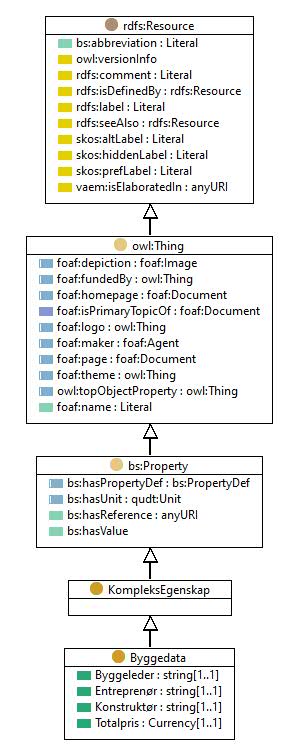 rdfs:Resource
bs:abbreviation : Literal
owl:versionInfo
rdfs:comment : Literal
rdfs:isDefinedBy : rdfs:Resource
rdfs:label : Literal
rdfs:seeAlso : rdfs:Resource
skos:altLabel : Literal
skos:hiddenLabel : Literal
skos:prefLabel : Literal
vaem:isElaboratedIn : anyURI
owl:Thing
foaf:depiction : foaf:Image
foaf:fundedBy : owl:Thing
foaf:homepage : foaf:Document
foaf:isPrimaryTopicOf : foaf:Document
foaf:logo : owl:Thing
foaf:maker : foaf:Agent
foaf:page : foaf:Document
foaf:theme : owl:Thing
owl:topObjectProperty : owl:Thing
foaf:name : Literal
bs:Property
bs:hasPropertyDef : bs:PropertyDef
bs:hasUnit : qudt:Unit
bs:hasReference : anyURI
bs:hasValue
KompleksEgenskap
Byggedata
Byggeleder : string[1..1]
Entreprenør : string[1..1]
Konstruktør : string[1..1]
Totalpris : Currency[1..1]